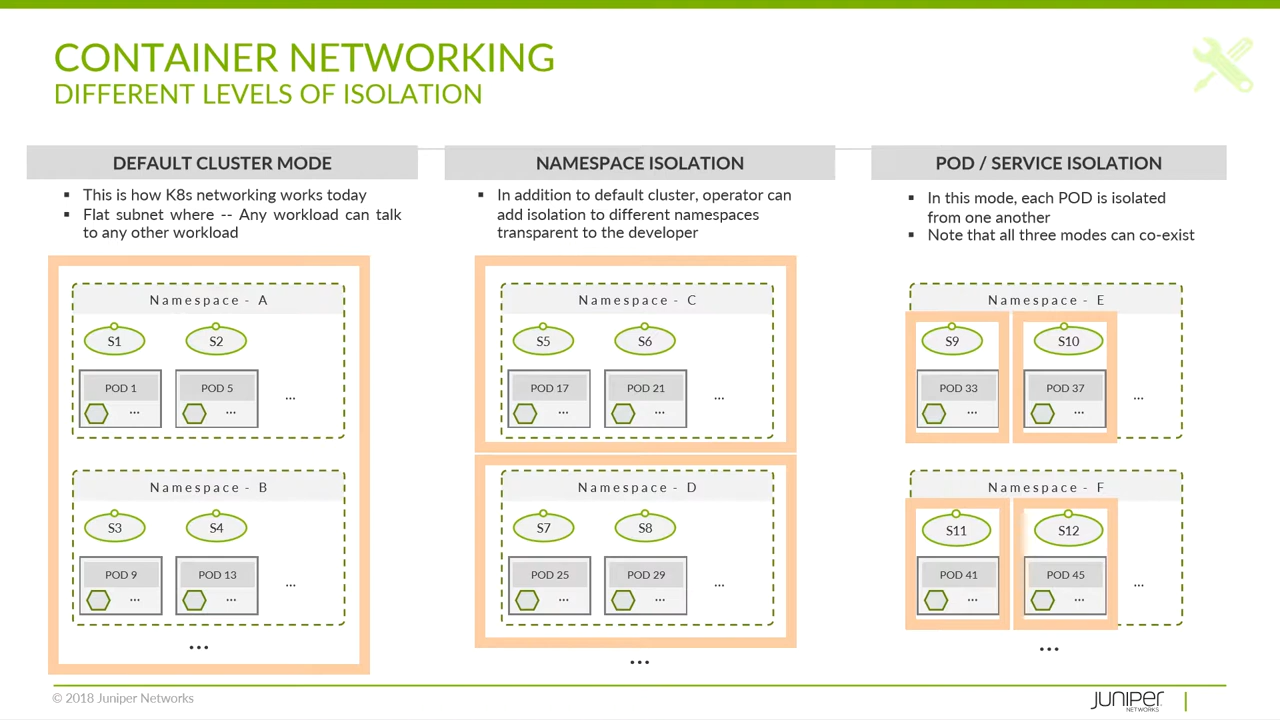 CONTAINER NETWORKING
DIFFERENT LEVELS OF ISOLATION
DEFAULT CLUSTER MODE
▪ This is how K8s networking works today
▪ Flat subnet where -- Any workload can talk
to any other workload
Namespace - A
S1 S2
POD 1 POD 5
... ... ...
Namespace - B
S3 S4
POD 9 POD 13
... ... ...
...
NAMESPACE ISOLATION
▪ In addition to default cluster, operator can
add isolation to different namespaces
transparent to the developer
Namespace - C
S5 S6
POD 17 POD 21
... ... ...
Namespace - D
S7 S8
POD 25 POD 29
... ... ...
...
POD / SERVICE ISOLATION
▪ In this mode, each POD is isolated
from one another
▪ Note that all three modes can co-exist
Namespace - E
S9 S10
POD 33 POD 37
... ... ...
Namespace - F
S11 S12
POD 41 POD 45
... ... ...
...
© 2018 Juniper Networks
JUNIPER
NETWORKS